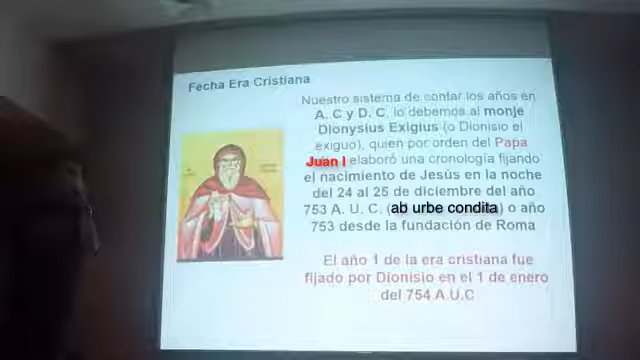 Fecha Era Cristiana
Nuestro sistema de contar los años en
A. C y D. C. lo debemos al monje
Dionysius Exigius (o Dionisio el
exiguo), quien por orden del Papa
Juan I elaboró una cronología fijando
el nacimiento de Jesús en la noche
del 24 al 25 de diciembre del año
753 A. U. C. (ab urbe condita) o año
753 desde la fundación de Roma
El año 1 de la era cristiana fue
fijado por Dionisio en el 1 de enero
del 754 A.U.C